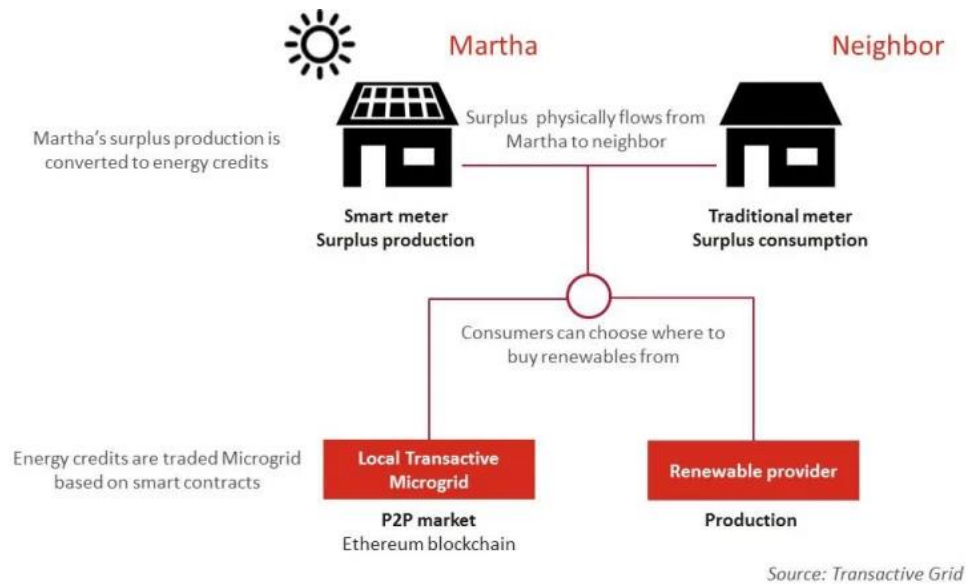 Martha
Neighbor
Martha's surplus production is
converted to energy credits
Surplus physically flows from
Martha to neighbor
Smart meter
Surplus production
Traditional meter
Surplus consumption
Consumers can choose where to
buy renewables from
Energy credits are traded Microgrid
based on smart contracts
Local Transactive
Microgrid
Renewable provider
P2P market
Ethereum blockchain
Production
Source: Transactive Grid